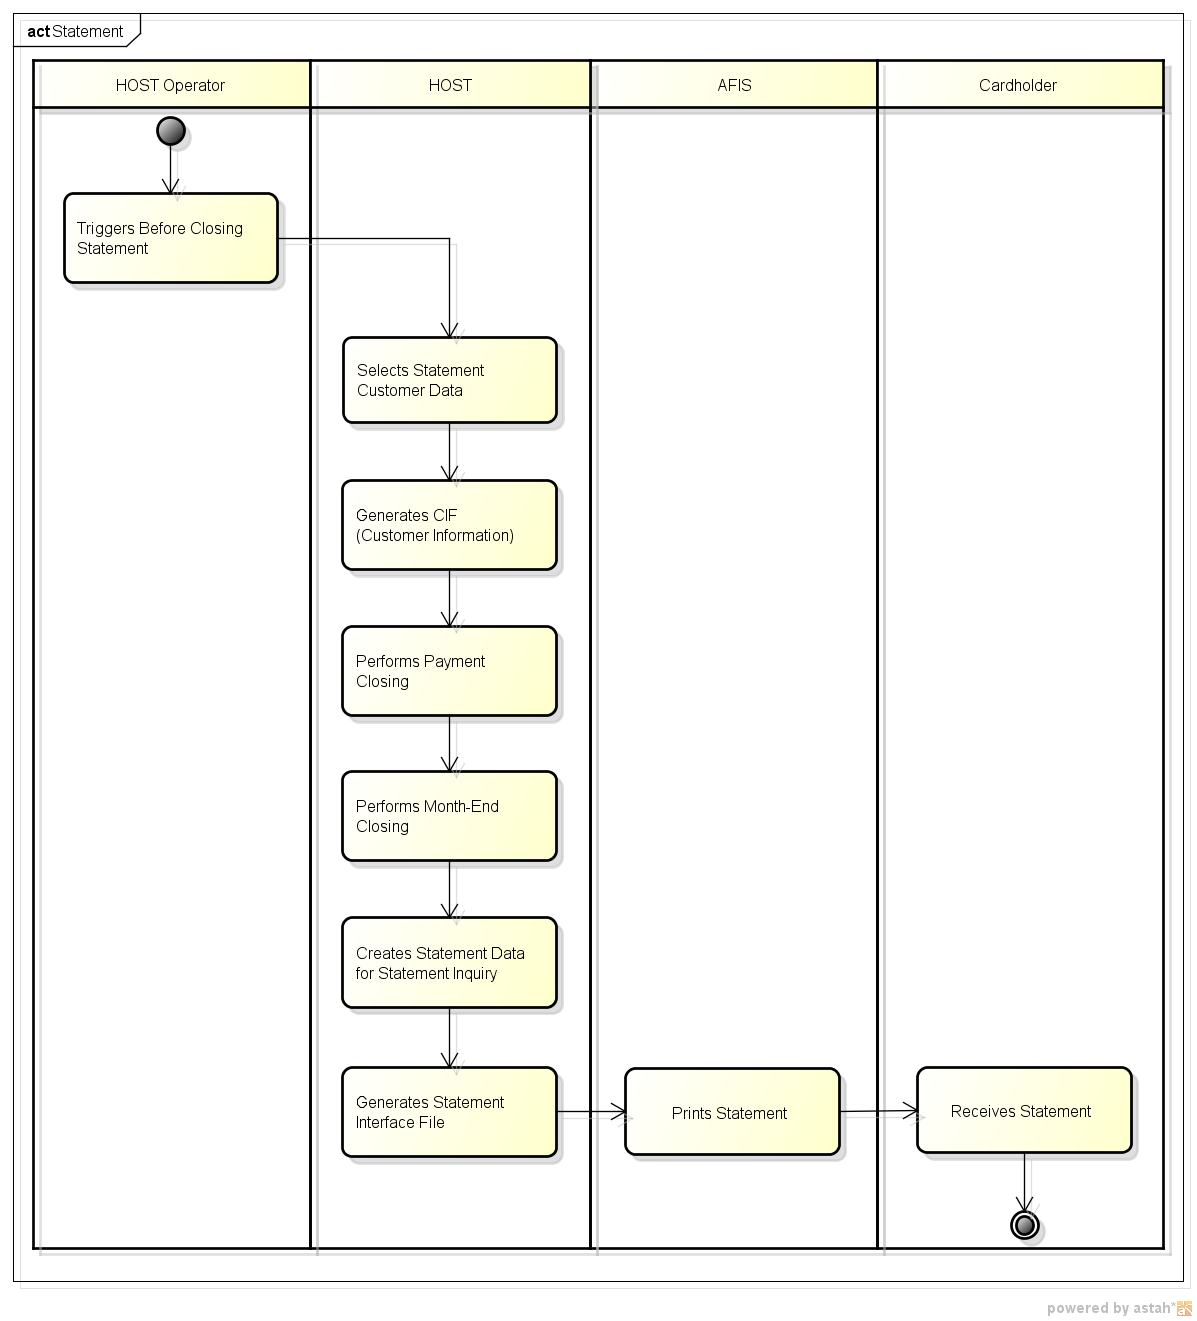 act Statement
HOST Operator
HOST
AFIS
Cardholder
Triggers Before Closing
Statement
Selects Statement
Customer Data
Generates CIF
(Customer Information)
Performs Payment
Closing
Performs Month-End
Closing
Creates Statement Data
for Statement Inquiry
Generates Statement
Interface File
Prints Statement
Receives Statement
powered by astah*